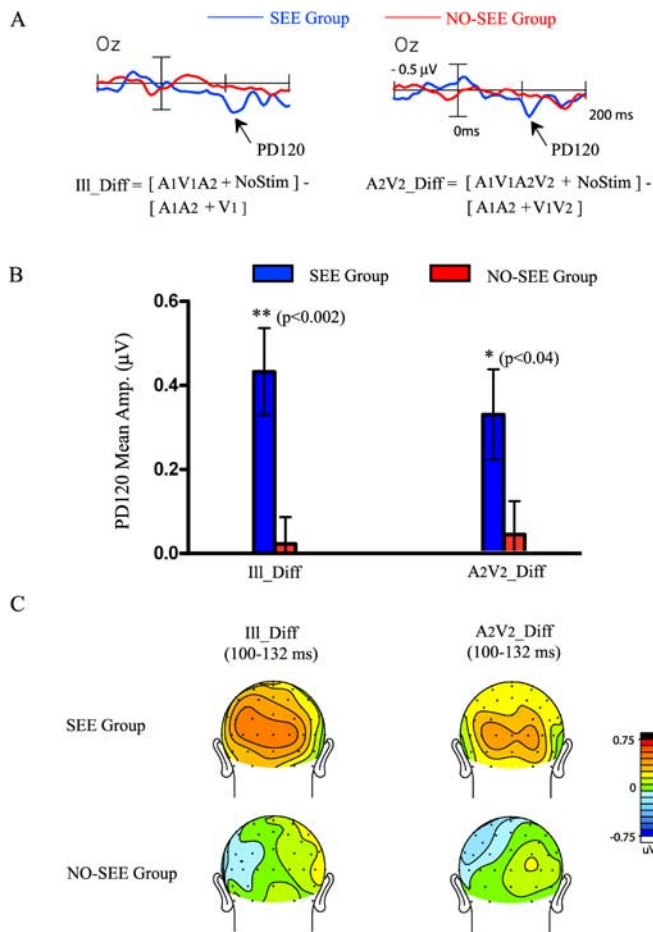 A
SEE Group
NO-SEE Group
Oz
Oz
- 0.5 µV
200 ms
0ms
PD120
PD120
Ill_Diff = [ A1V1A2 + NoStim ] -
[ A1A2 + V1 ]
A2V2_Diff = [ A1V1A2V2 + NoStim ] -
[ A1A2 + V1V2 ]
B
SEE Group
NO-SEE Group
PD120 Mean Amp. (µV)
0.6
0.4
0.2
0.0
** (p<0.002)
* (p<0.04)
Ill_Diff
A2V2_Diff
C
Ill_Diff
(100-132 ms)
A2V2_Diff
(100-132 ms)
SEE Group
NO-SEE Group
0.75
0
-0.75
uV